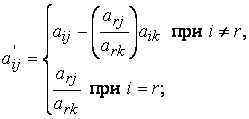 a'ij = { aij − (arj/ark) aik при i ≠ r,
arj/ark при i = r;